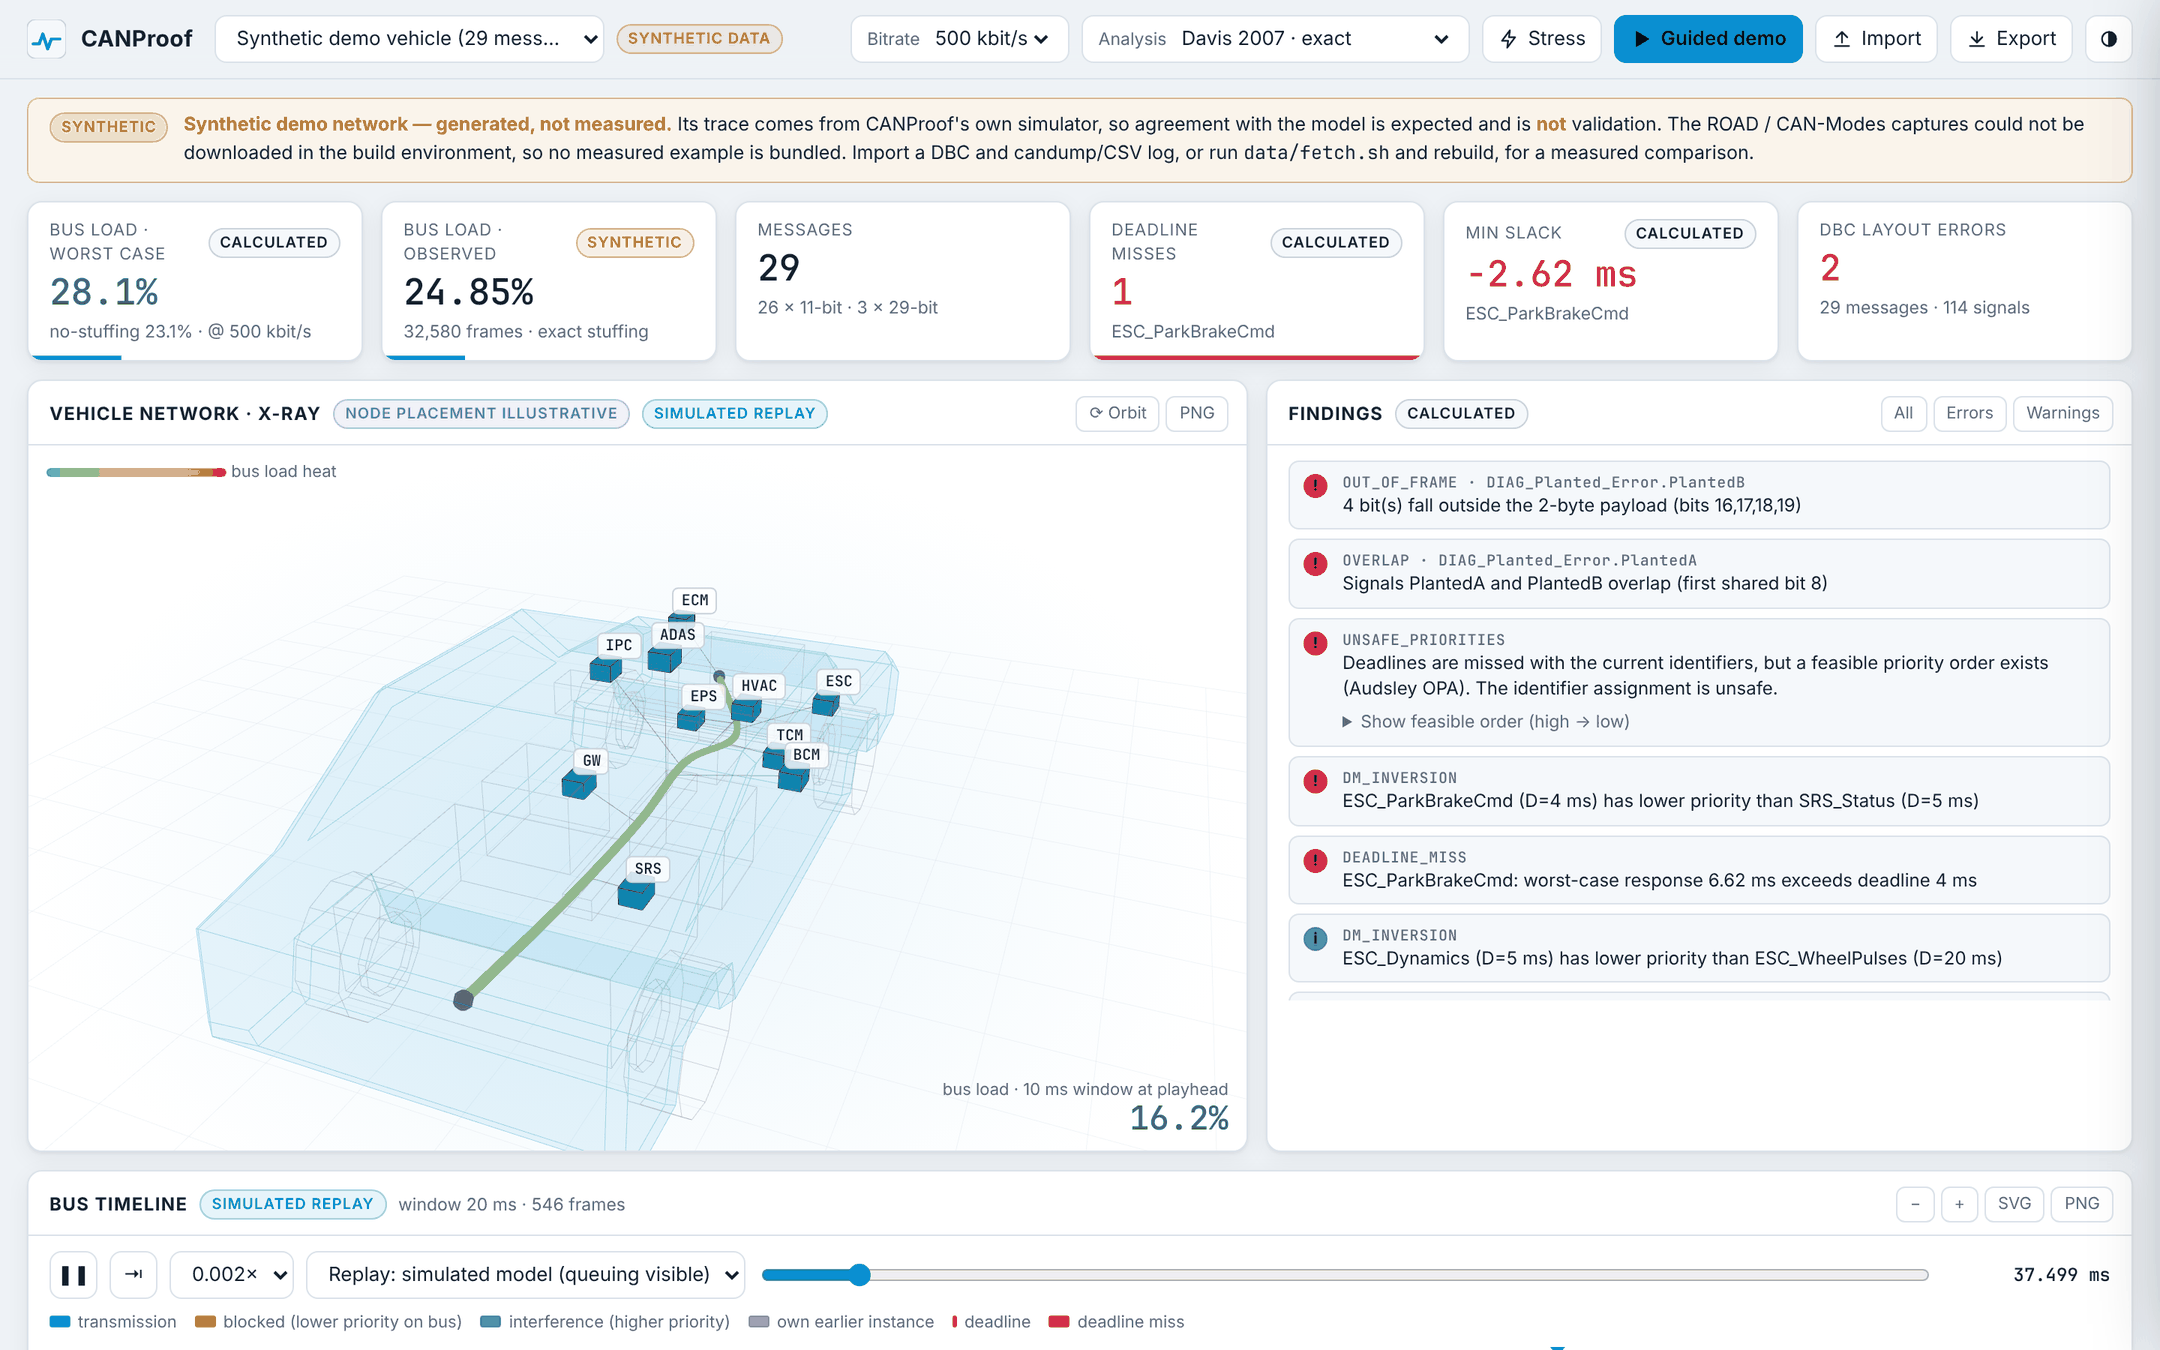 CANProof
Synthetic demo vehicle (29 mess...
SYNTHETIC DATA
Bitrate 500 kbit/s
Analysis Davis 2007 · exact
Stress
Guided demo
Import
Export
SYNTHETIC
Synthetic demo network — generated, not measured. Its trace comes from CANProof's own simulator, so agreement with the model is expected and is not validation. The ROAD / CAN-Modes captures could not be
downloaded in the build environment, so no measured example is bundled. Import a DBC and candump/CSV log, or run data/fetch.sh and rebuild, for a measured comparison.
BUS LOAD ·
WORST CASE
CALCULATED
28.1%
no-stuffing 23.1% · @ 500 kbit/s
BUS LOAD ·
OBSERVED
SYNTHETIC
24.85%
32,580 frames · exact stuffing
MESSAGES
29
26 × 11-bit · 3 × 29-bit
DEADLINE
MISSES
CALCULATED
1
ESC_ParkBrakeCmd
MIN SLACK
CALCULATED
-2.62 ms
ESC_ParkBrakeCmd
DBC LAYOUT ERRORS
2
29 messages · 114 signals
VEHICLE NETWORK · X-RAY
NODE PLACEMENT ILLUSTRATIVE
SIMULATED REPLAY
⟳ Orbit
PNG
bus load heat
ECM
ADAS
IPC
ESC
HVAC
EPS
TCM
BCM
GW
SRS
bus load · 10 ms window at playhead
16.2%
FINDINGS
CALCULATED
All
Errors
Warnings
! OUT_OF_FRAME · DIAG_Planted_Error.PlantedB
4 bit(s) fall outside the 2-byte payload (bits 16,17,18,19)
! OVERLAP · DIAG_Planted_Error.PlantedA
Signals PlantedA and PlantedB overlap (first shared bit 8)
! UNSAFE_PRIORITIES
Deadlines are missed with the current identifiers, but a feasible priority order exists
(Audsley OPA). The identifier assignment is unsafe.
▶ Show feasible order (high → low)
! DM_INVERSION
ESC_ParkBrakeCmd (D=4 ms) has lower priority than SRS_Status (D=5 ms)
! DEADLINE_MISS
ESC_ParkBrakeCmd: worst-case response 6.62 ms exceeds deadline 4 ms
i DM_INVERSION
ESC_Dynamics (D=5 ms) has lower priority than ESC_WheelPulses (D=20 ms)
BUS TIMELINE
SIMULATED REPLAY
window 20 ms · 546 frames
−
+
SVG
PNG
0.002×
Replay: simulated model (queuing visible)
37.499 ms
transmission
blocked (lower priority on bus)
interference (higher priority)
own earlier instance
deadline
deadline miss